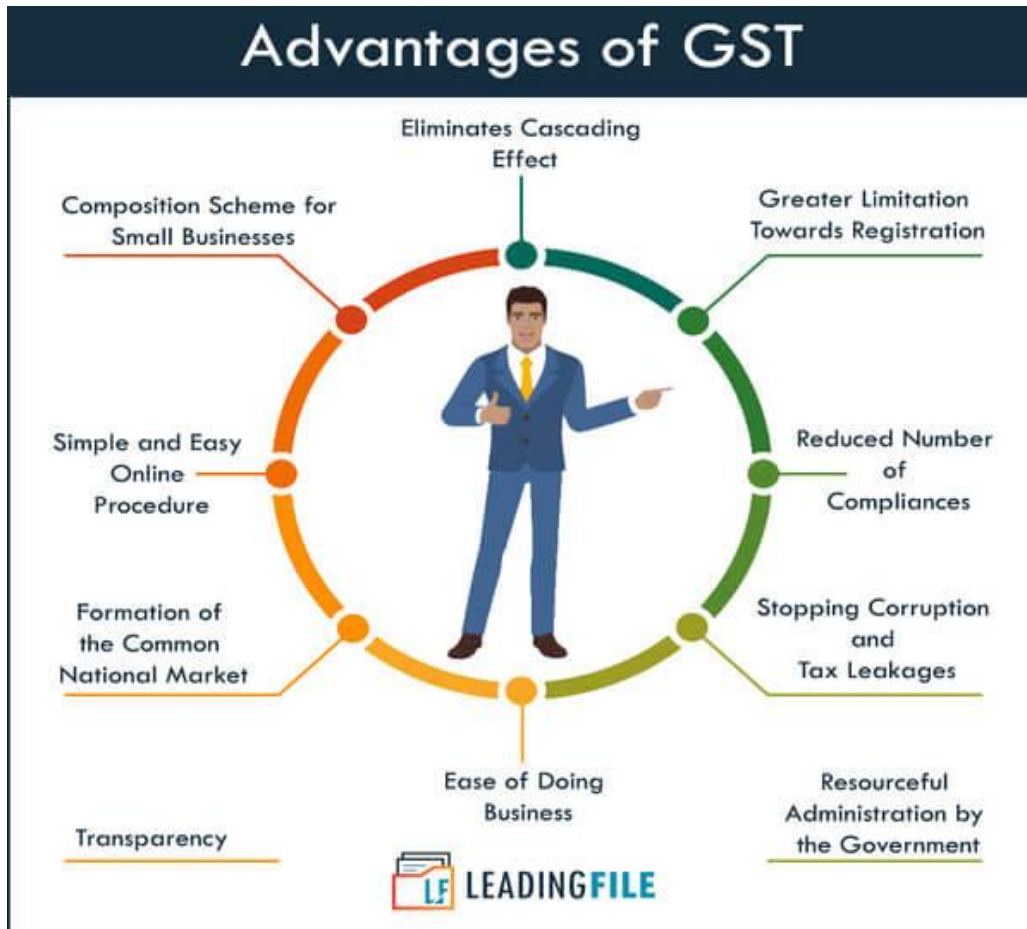 Advantages of GST
Eliminates Cascading
Effect
Greater Limitation
Towards Registration
Reduced Number
of
Compliances
Stopping Corruption
and
Tax Leakages
Resourceful
Administration by
the Government
Ease of Doing
Business
Transparency
Formation of
the Common
National Market
Simple and Easy
Online
Procedure
Composition Scheme for
Small Businesses
LF LEADINGFILE